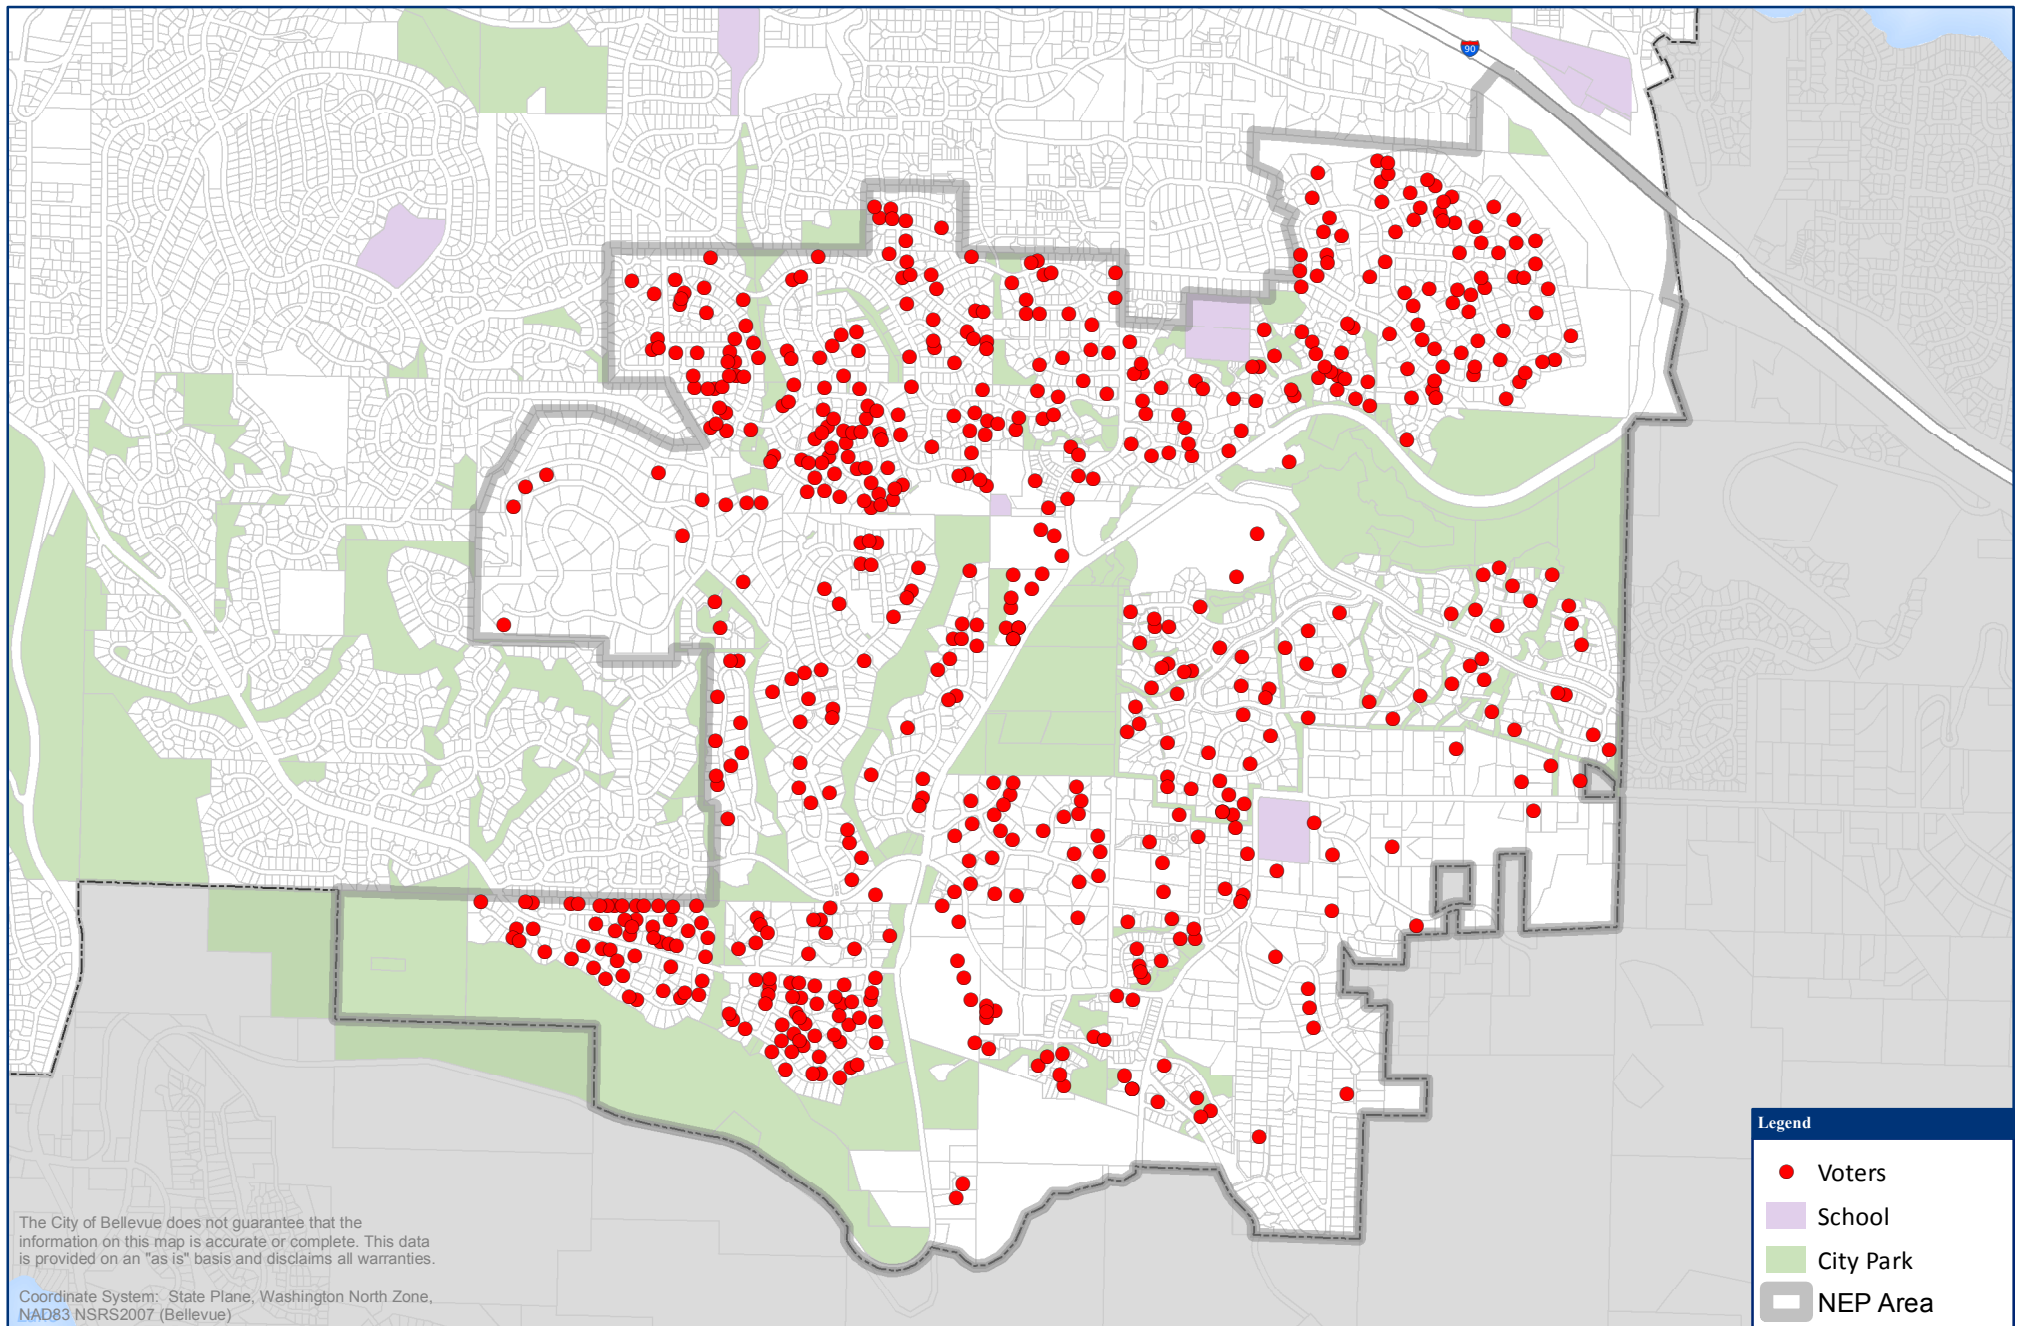 90
Legend
Voters
School
City Park
NEP Area
The City of Bellevue does not guarantee that the
information on this map is accurate or complete. This data
is provided on an "as is" basis and disclaims all warranties.
Coordinate System: State Plane, Washington North Zone,
NAD83 NSRS2007 (Bellevue)